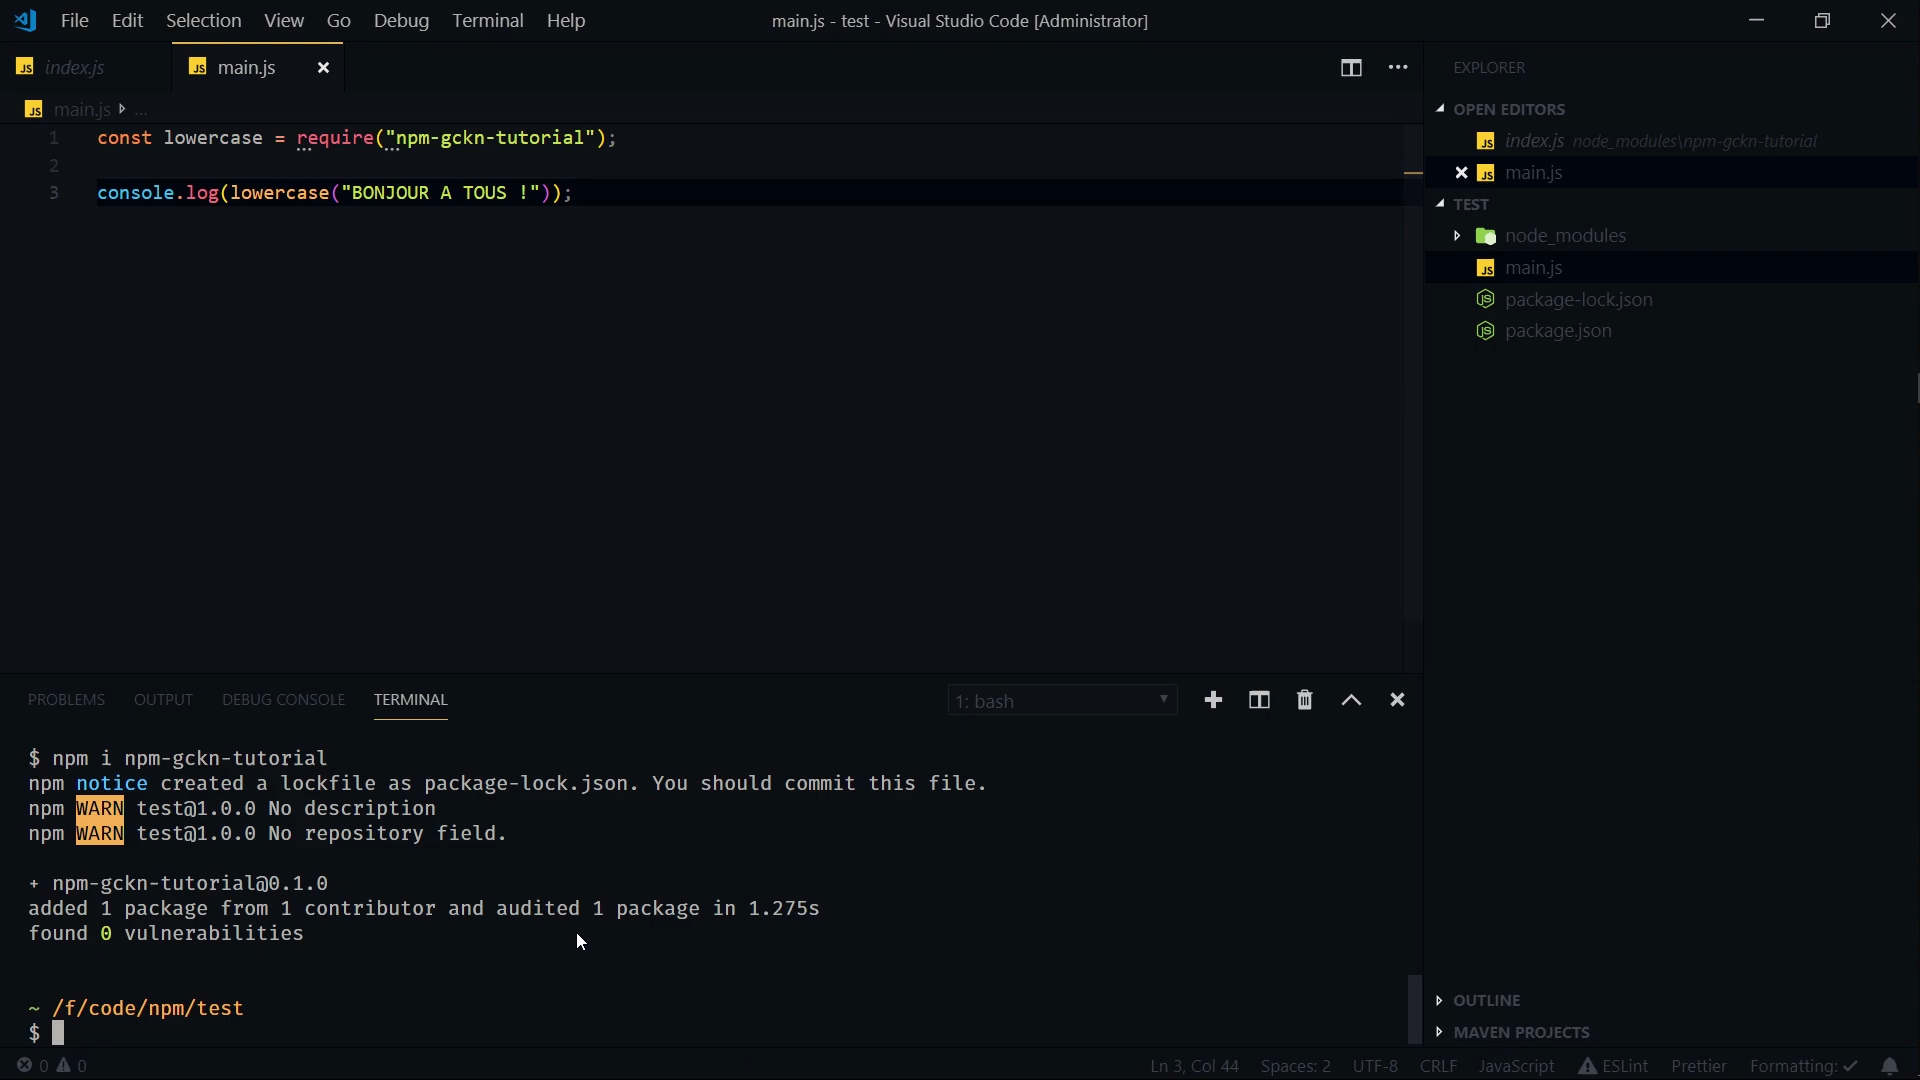 File Edit Selection View Go Debug Terminal Help main.js - test - Visual Studio Code [Administrator]
JS index.js JS main.js
EXPLORER
JS main.js ...
OPEN EDITORS
JS index.js node_modules\npm-gckn-tutorial
JS main.js
TEST
node_modules
JS main.js
package-lock.json
package.json
OUTLINE
MAVEN PROJECTS
1 const lowercase = require("npm-gckn-tutorial");
2
3 console.log(lowercase("BONJOUR A TOUS !"));
PROBLEMS OUTPUT DEBUG CONSOLE TERMINAL 1: bash
$ npm i npm-gckn-tutorial
npm notice created a lockfile as package-lock.json. You should commit this file.
npm WARN test@1.0.0 No description
npm WARN test@1.0.0 No repository field.
+ npm-gckn-tutorial@0.1.0
added 1 package from 1 contributor and audited 1 package in 1.275s
found 0 vulnerabilities
~ /f/code/npm/test
$
0 0 Ln 3, Col 44 Spaces: 2 UTF-8 CRLF JavaScript ESLint Prettier Formatting: ✓